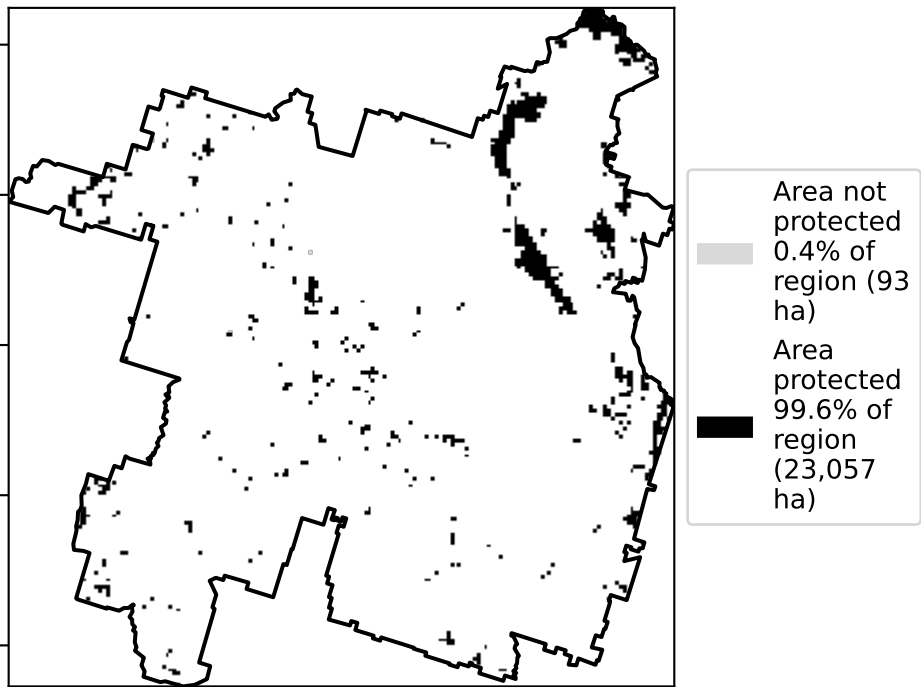 Area not
protected
0.4% of
region (93
ha)
Area
protected
99.6% of
region
(23,057
ha)